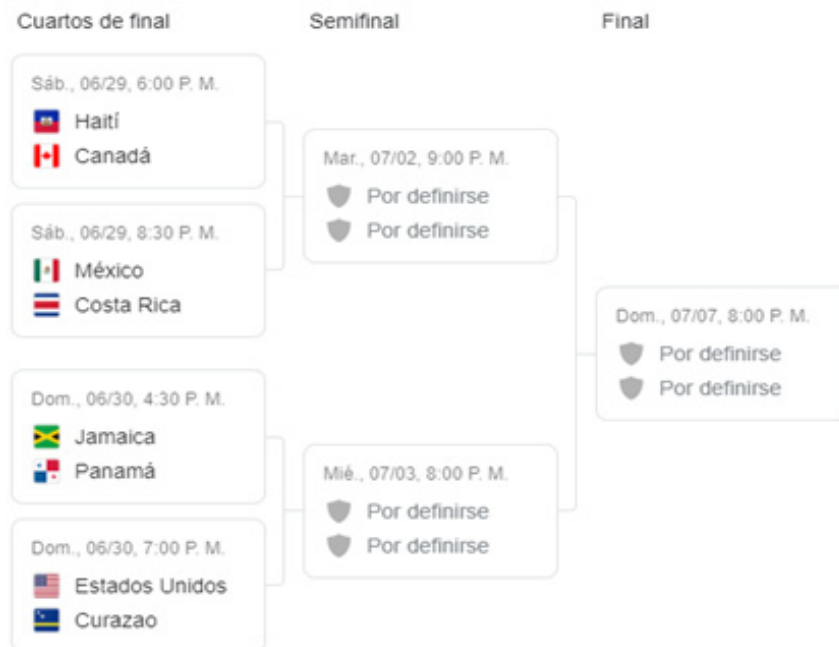 Cuartos de final
Semifinal
Final
Sáb., 06/29, 6:00 P. M.
Haití
Canadá
Sáb., 06/29, 8:30 P. M.
México
Costa Rica
Dom., 06/30, 4:30 P. M.
Jamaica
Panamá
Dom., 06/30, 7:00 P. M.
Estados Unidos
Curazao
Mar., 07/02, 9:00 P. M.
Por definirse
Por definirse
Mié., 07/03, 8:00 P. M.
Por definirse
Por definirse
Dom., 07/07, 8:00 P. M.
Por definirse
Por definirse